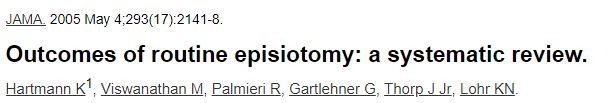 JAMA. 2005 May 4;293(17):2141-8.
Outcomes of routine episiotomy: a systematic review.
Hartmann K1, Viswanathan M, Palmieri R, Gartlehner G, Thorp J Jr, Lohr KN.